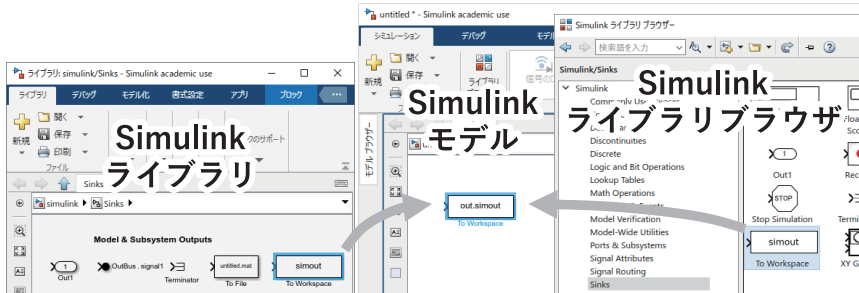 ライブラリ: simulink/Sinks - Simulink academic use
ライブラリ デバッグ モデル化 書式設定 アプリ ブロック
新規
開く
保存
印刷
ファイル
サポート
Simulink
ライブラリ
Sinks
simulink Sinks
Model & Subsystem Outputs
1
Out1
OutBus . signal1
Terminator
untitled.mat
To File
simout
To Workspace
untitled * - Simulink academic use
シミュレーション デバッグ
新規
開く
保存
ライブラリ
Simulink
モデル
モデル ブラウザー
out.simout
To Workspace
Simulink ライブラリ ブラウザー
検索語を入力
Simulink/Sinks
Simulink
Simulink
ライブラリブラウザ
Discontinuities
Discrete
Logic and Bit Operations
Lookup Tables
Math Operations
Model Verification
Model-Wide Utilities
Ports & Subsystems
Signal Attributes
Signal Routing
Sinks
1
Out1
STOP
Stop Simulation
simout
To Workspace
XY G